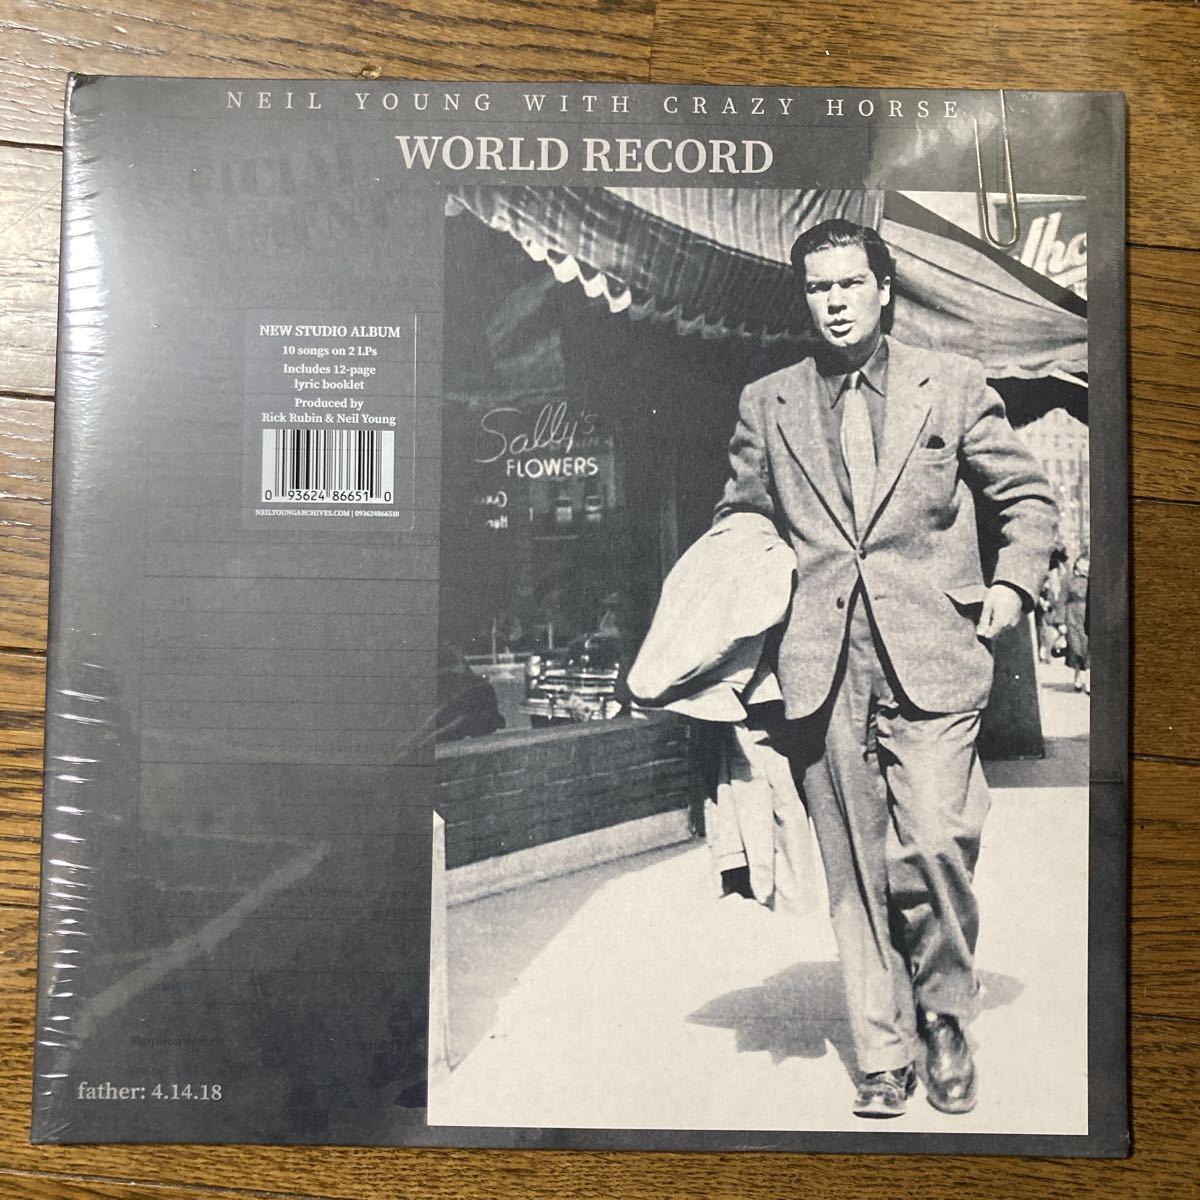 NEIL YOUNG WITH CRAZY HORSE
WORLD RECORD
NEW STUDIO ALBUM
10 songs on 2 LPs
Includes 12-page
lyric booklet
Produced by
Rick Rubin & Neil Young
0 93624 86651 0
NEILYOUNGARCHIVES.COM | 093624866510
Sally's
FLOWERS
father: 4.14.18